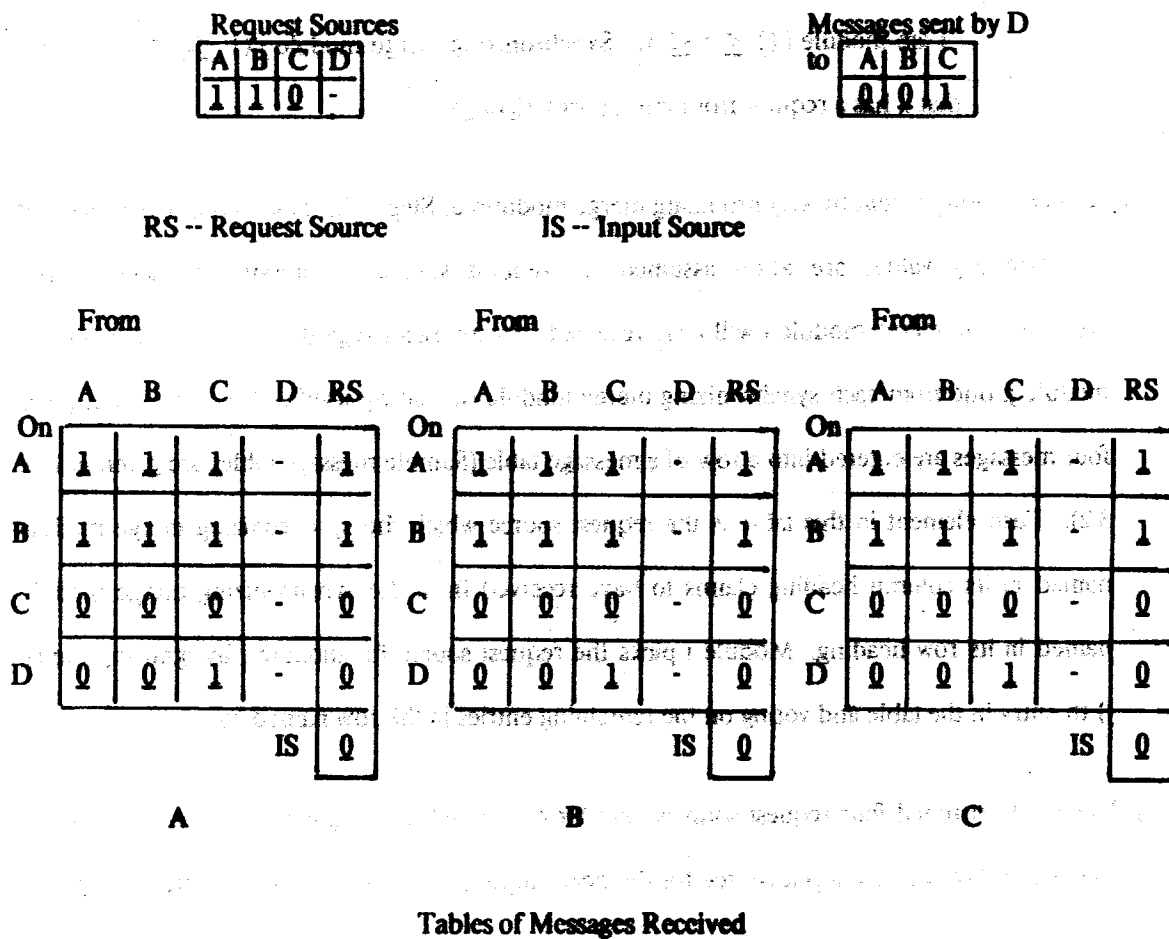 Request Sources
A B C D
1 1 0 -
Messages sent by D
to A B C
0 0 1
RS -- Request Source IS -- Input Source
From From From
A B C D RS A B C D RS A B C D RS
On On On
A 1 1 1 - 1 A 1 1 1 - 1 A 1 1 1 - 1
B 1 1 1 - 1 B 1 1 1 - 1 B 1 1 1 - 1
C 0 0 0 - 0 C 0 0 0 - 0 C 0 0 0 - 0
D 0 0 1 - 0 D 0 0 1 - 0 D 0 0 1 - 0
IS 0 IS 0 IS 0
A B C
Tables of Messages Received